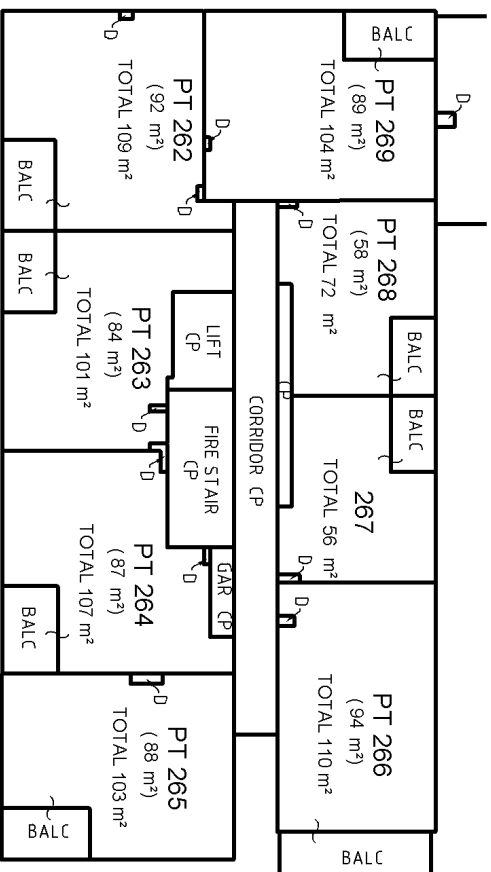 BALC
D
PT 269
(89 m²)
TOTAL 104 m²
D
PT 262
(92 m²)
TOTAL 109 m²
D
D
BALC
D
PT 268
(58 m²)
TOTAL 72 m²
BALC
BALC
PT 263
(84 m²)
TOTAL 101 m²
D
LIFT
CP
CP
CORRIDOR CP
BALC
FIRE STAIR
CP
D
267
TOTAL 56 m²
D
PT 264
(87 m²)
TOTAL 107 m²
D
GAR CP
BALC
D
PT 266
(94 m²)
TOTAL 110 m²
D
PT 265
(88 m²)
TOTAL 103 m²
BALC
BALC